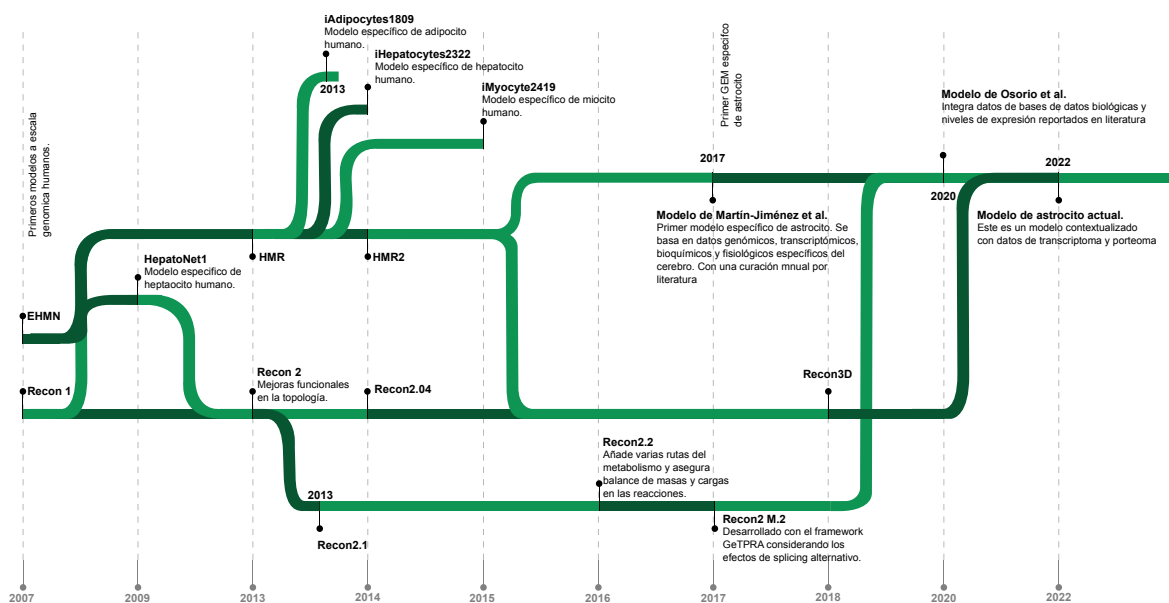 iAdipocytes1809
Modelo específico de adipocito
humano.
2013
iHepatocytes2322
Modelo específico de hepatocito
humano.
iMyocyte2419
Modelo específico de miocito
humano.
Primer GEM especifco
de astrocito
Modelo de Osorio et al.
Integra datos de bases de datos biológicas y
niveles de expresión reportados en literatura
Primeros modelos a escala
genomica humanos.
2017
2022
2020
Modelo de Martín-Jiménez et al.
Primer modelo específico de astrocito. Se
basa en datos genómicos, transcriptómicos,
bioquímicos y fisiológicos específicos del
cerebro. Con una curación mnual por
literatura
Modelo de astrocito actual.
Este es un modelo contextualizado
con datos de transcriptoma y porteoma
HepatoNet1
Modelo especifico de
heptaocito humano.
HMR
HMR2
EHMN
Recon 1
Recon 2
Mejoras funcionales
en la topología.
Recon2.04
Recon3D
Recon2.2
Añade varias rutas del
metabolismo y asegura
balance de masas y cargas
en las reacciones.
2013
Recon2.1
Recon2 M.2
Desarrollado con el framework
GeTPRA considerando los
efectos de splicing alternativo.
2007
2009
2013
2014
2015
2016
2017
2018
2020
2022